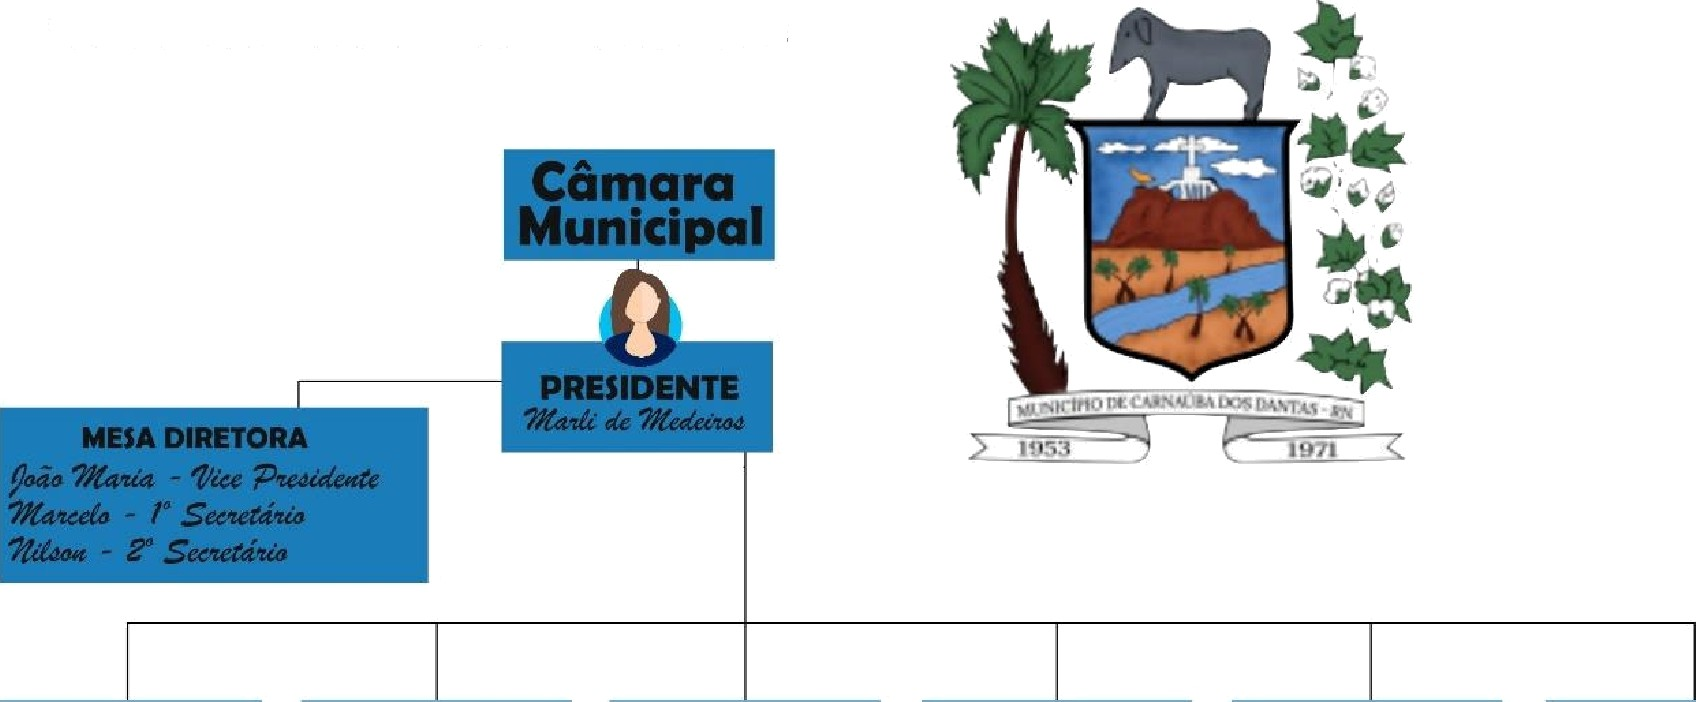 Câmara
Municipal
PRESIDENTE
Marli de Medeiros
MESA DIRETORA
João Maria - Vice Presidente
Marcelo - 1º Secretário
Nilson - 2º Secretário
MUNICÍPIO DE CARNAÚBA DOS DANTAS - RN
1953
1971